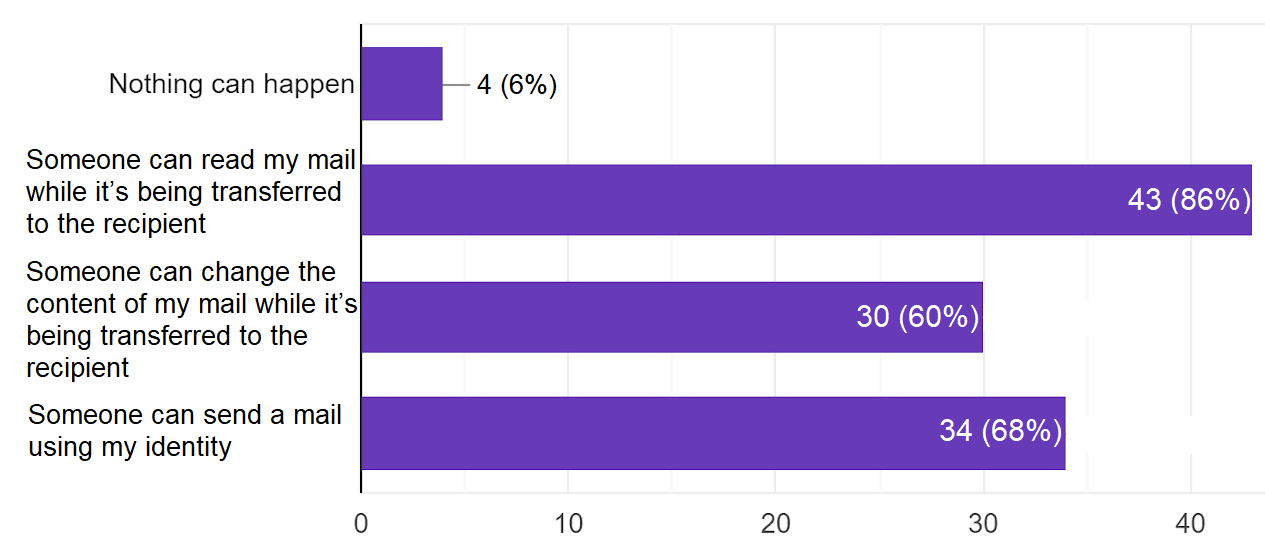 Nothing can happen
4 (6%)
Someone can read my mail
while it’s being transferred
to the recipient
43 (86%)
Someone can change the
content of my mail while it’s
being transferred to the
recipient
30 (60%)
Someone can send a mail
using my identity
34 (68%)
0 10 20 30 40